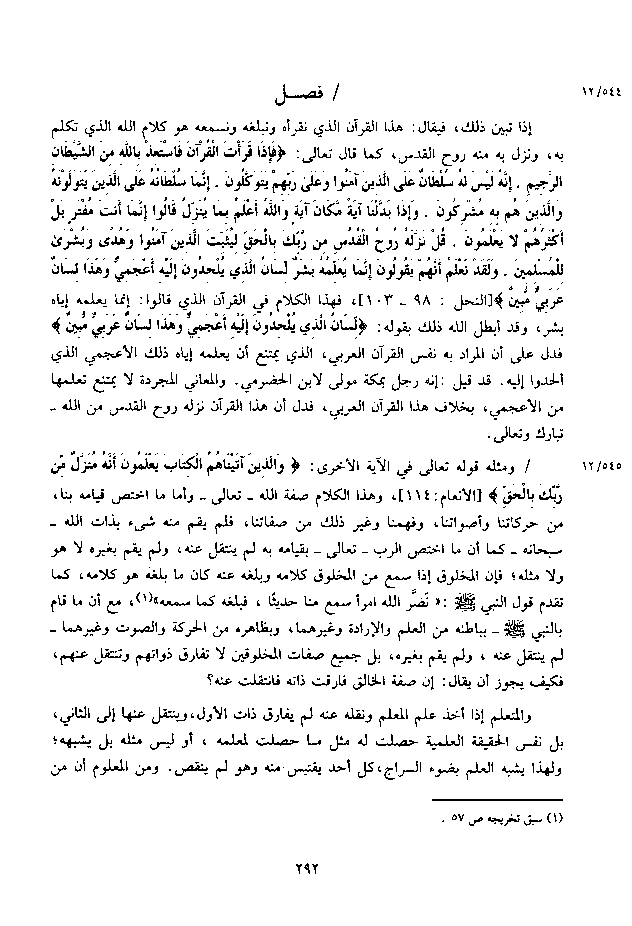 ١٢/٥٤٤
/ فصــل
إذا تبين ذلك، فيقال: هذا القرآن الذي نقرأه ونبلغه ونسمعه هو كلام الله الذي تكلم
به، ونزل به منه روح القدس، كما قال تعالى: ﴿فَإِذَا قَرَأْتَ الْقُرْآنَ فَاسْتَعِذْ بِاللَّهِ مِنَ الشَّيْطَانِ
الرَّجِيمِ . إِنَّهُ لَيْسَ لَهُ سُلْطَانٌ عَلَى الَّذِينَ آمَنُوا وَعَلَىٰ رَبِّهِمْ يَتَوَكَّلُونَ . إِنَّمَا سُلْطَانُهُ عَلَى الَّذِينَ يَتَوَلَّوْنَهُ
وَالَّذِينَ هُم بِهِ مُشْرِكُونَ . وَإِذَا بَدَّلْنَا آيَةً مَّكَانَ آيَةٍ وَاللَّهُ أَعْلَمُ بِمَا يُنَزِّلُ قَالُوا إِنَّمَا أَنتَ مُفْتَرٍ بَلْ
أَكْثَرُهُمْ لا يَعْلَمُونَ . قُلْ نَزَّلَهُ رُوحُ الْقُدُسِ مِن رَّبِّكَ بِالْحَقِّ لِيُثَبِّتَ الَّذِينَ آمَنُوا وَهُدًى وَبُشْرَىٰ
لِلْمُسْلِمِينَ . وَلَقَدْ نَعْلَمُ أَنَّهُمْ يَقُولُونَ إِنَّمَا يُعَلِّمُهُ بَشَرٌ لِّسَانُ الَّذِي يُلْحِدُونَ إِلَيْهِ أَعْجَمِيٌّ وَهَٰذَا لِسَانٌ
عَرَبِيٌّ مُّبِينٌ ﴾[النحل : ٩٨ ـ ١٠٣]، فهذا الكلام في القرآن الذي قالوا: إنما يعلمه إياه
بشر، وقد أبطل الله ذلك بقوله: ﴿لِسَانُ الَّذِي يُلْحِدُونَ إِلَيْهِ أَعْجَمِيٌّ وَهَٰذَا لِسَانٌ عَرَبِيٌّ مُّبِينٌ ﴾
فدل على أن المراد به نفس القرآن العربي، الذي يمتنع أن يعلمه إياه ذلك الأعجمي الذي
ألحدوا إليه. قد قيل :إنه رجل بمكة مولى لابن الحضرمي. والمعاني المجردة لا يمتنع تعلمها
من الأعجمي، بخلاف هذا القرآن العربي، فدل أن هذا القرآن نزله روح القدس من الله ـ
تبارك وتعالى.
١٢/٥٤٥
/ ومثله قوله تعالى في الآية الأخرى: ﴿ وَالَّذِينَ آتَيْنَاهُمُ الْكِتَابَ يَعْلَمُونَ أَنَّهُ مُنَزَّلٌ مِّن
رَّبِّكَ بِالْحَقِّ ﴾ [الأنعام:١١٤]، وهذا الكلام صفة الله ـ تعالى ـ وأما ما اختص قيامه بنا،
من حركاتنا وأصواتنا، وفهمنا وغير ذلك من صفاتنا، فلم يقم منه شيء بذات الله ـ
سبحانه ـ كما أن ما اختص الرب ـ تعالى ـ بقيامه به لم ينتقل عنه، ولم يقم بغيره لا هو
ولا مثله؛ فإن المخلوق إذا سمع من المخلوق كلامه وبلغه عنه كان ما بلغه هو كلامه، كما
تقدم قول النبي ﷺ :« نَضَّر الله امرأ سمع منا حديثًا ، فبلغه كما سمعه»(١)، مع أن ما قام
بالنبي ﷺ ـ بباطنه من العلم والإرادة وغيرهما، وبظاهره من الحركة والصوت وغيرهما ـ
لم ينتقل عنه ، ولم يقم بغيره، بل جميع صفات المخلوقين لا تفارق ذواتهم وتنتقل عنهم،
فكيف يجوز أن يقال: إن صفة الخالق فارقت ذاته فانتقلت عنه؟
والمتعلم إذا أخذ علم المعلم ونقله عنه لم يفارق ذات الأول،وينتقل عنها إلى الثاني،
بل نفس الحقيقة العلمية حصلت له مثل ما حصلت لمعلمه ، أو ليس مثله بل يشبهه؛
ولهذا يشبه العلم بضوء السراج،كل أحد يقتبس منه وهو لم ينقص. ومن المعلوم أن من
(١) سبق تخريجه ص ٥٧ .
٢٩٢